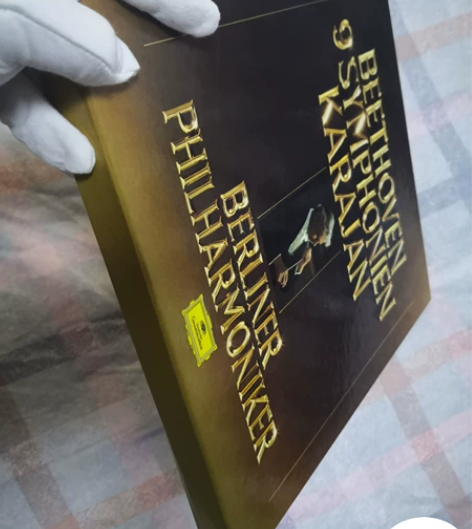 BEETHOVEN
9 SYMPHONIEN
KARAJAN
BERLINER
PHILHARMONIKER